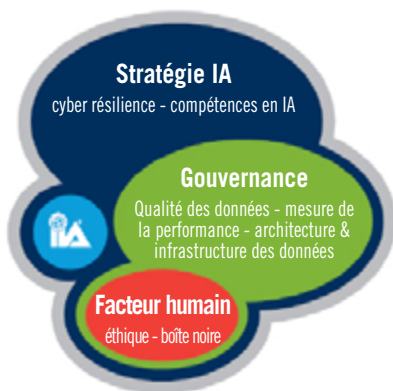 Stratégie IA
cyber résilience - compétences en IA
Gouvernance
Qualité des données - mesure de
la performance - architecture &
infrastructure des données
IIA
Facteur humain
éthique - boîte noire